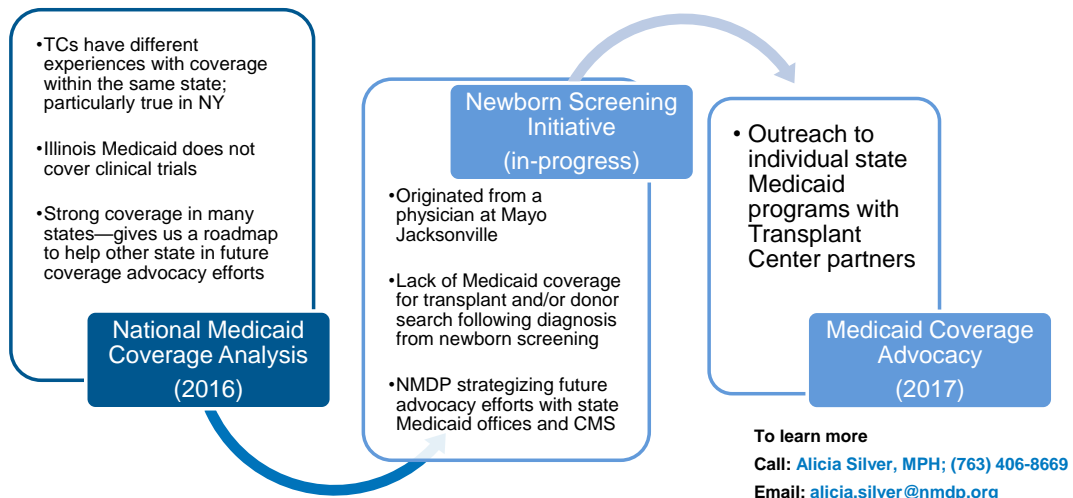 •TCs have different
experiences with coverage
within the same state;
particularly true in NY
•Illinois Medicaid does not
cover clinical trials
•Strong coverage in many
states—gives us a roadmap
to help other state in future
coverage advocacy efforts
National Medicaid
Coverage Analysis
(2016)
Newborn Screening
Initiative
(in-progress)
•Originated from a
physician at Mayo
Jacksonville
•Lack of Medicaid coverage
for transplant and/or donor
search following diagnosis
from newborn screening
•NMDP strategizing future
advocacy efforts with state
Medicaid offices and CMS
• Outreach to
individual state
Medicaid
programs with
Transplant
Center partners
Medicaid Coverage
Advocacy
(2017)
To learn more
Call: Alicia Silver, MPH; (763) 406-8669
Email: alicia.silver@nmdp.org